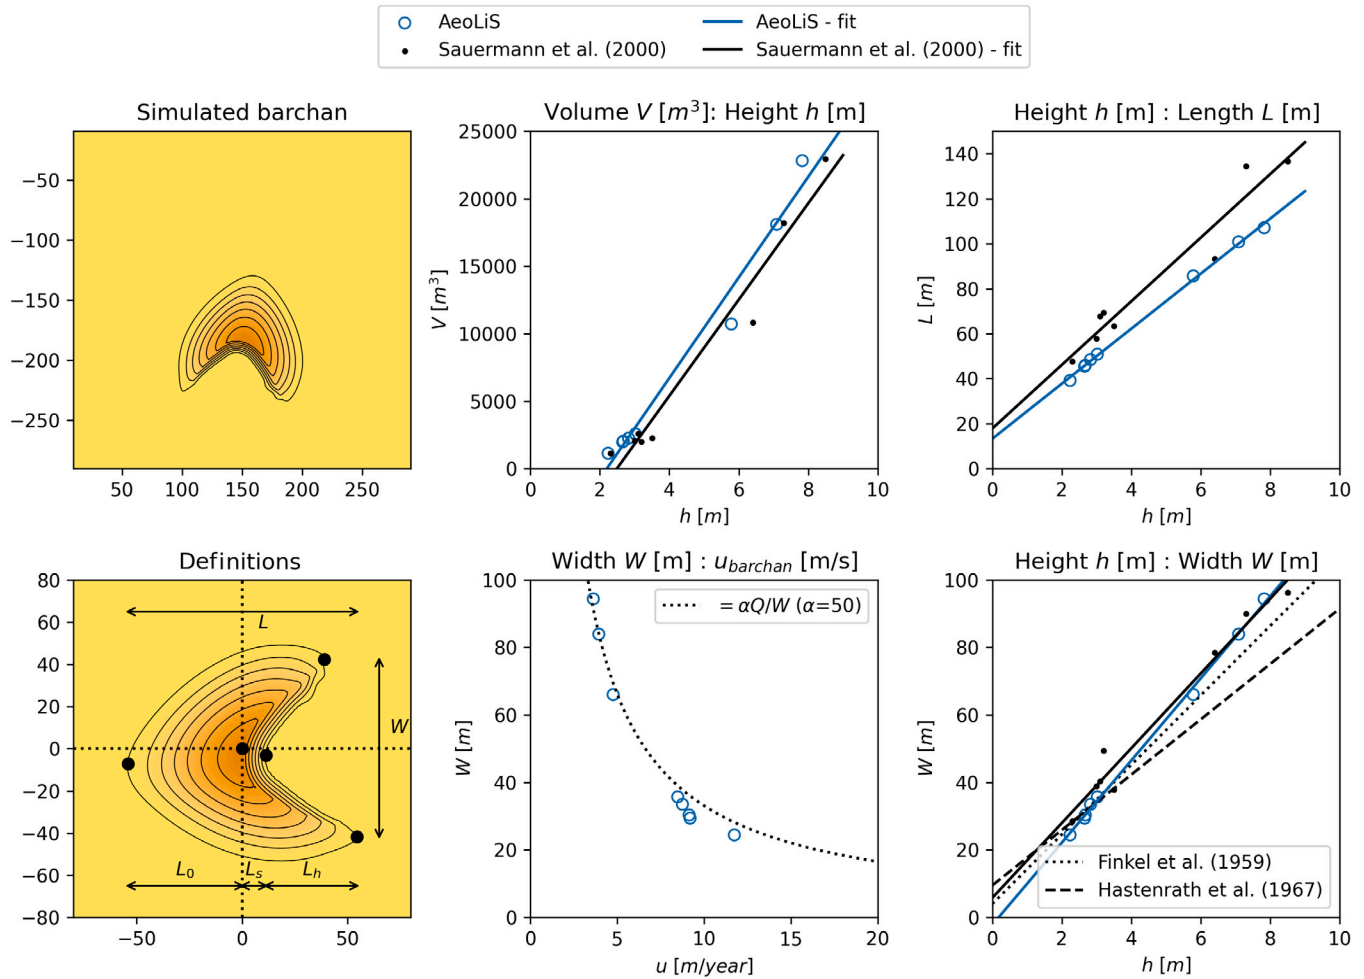 AeoLiS
Sauermann et al. (2000)
AeoLiS - fit
Sauermann et al. (2000) - fit
Simulated barchan
−50
−100
−150
−200
−250
50 100 150 200 250
Volume V [m³]: Height h [m]
V [m³]
25000
20000
15000
10000
5000
0
0 2 4 6 8 10
h [m]
Height h [m] : Length L [m]
L [m]
140
120
100
80
60
40
20
0
0 2 4 6 8 10
h [m]
Definitions
80
60
40
20
0
−20
−40
−60
−80
L
W
L₀ Lₛ Lₕ
−50 0 50
Width W [m] : u_barchan [m/s]
= αQ/W (α=50)
W [m]
100
80
60
40
20
0
0 5 10 15 20
u [m/year]
Height h [m] : Width W [m]
W [m]
100
80
60
40
20
0
Finkel et al. (1959)
Hastenrath et al. (1967)
0 2 4 6 8 10
h [m]